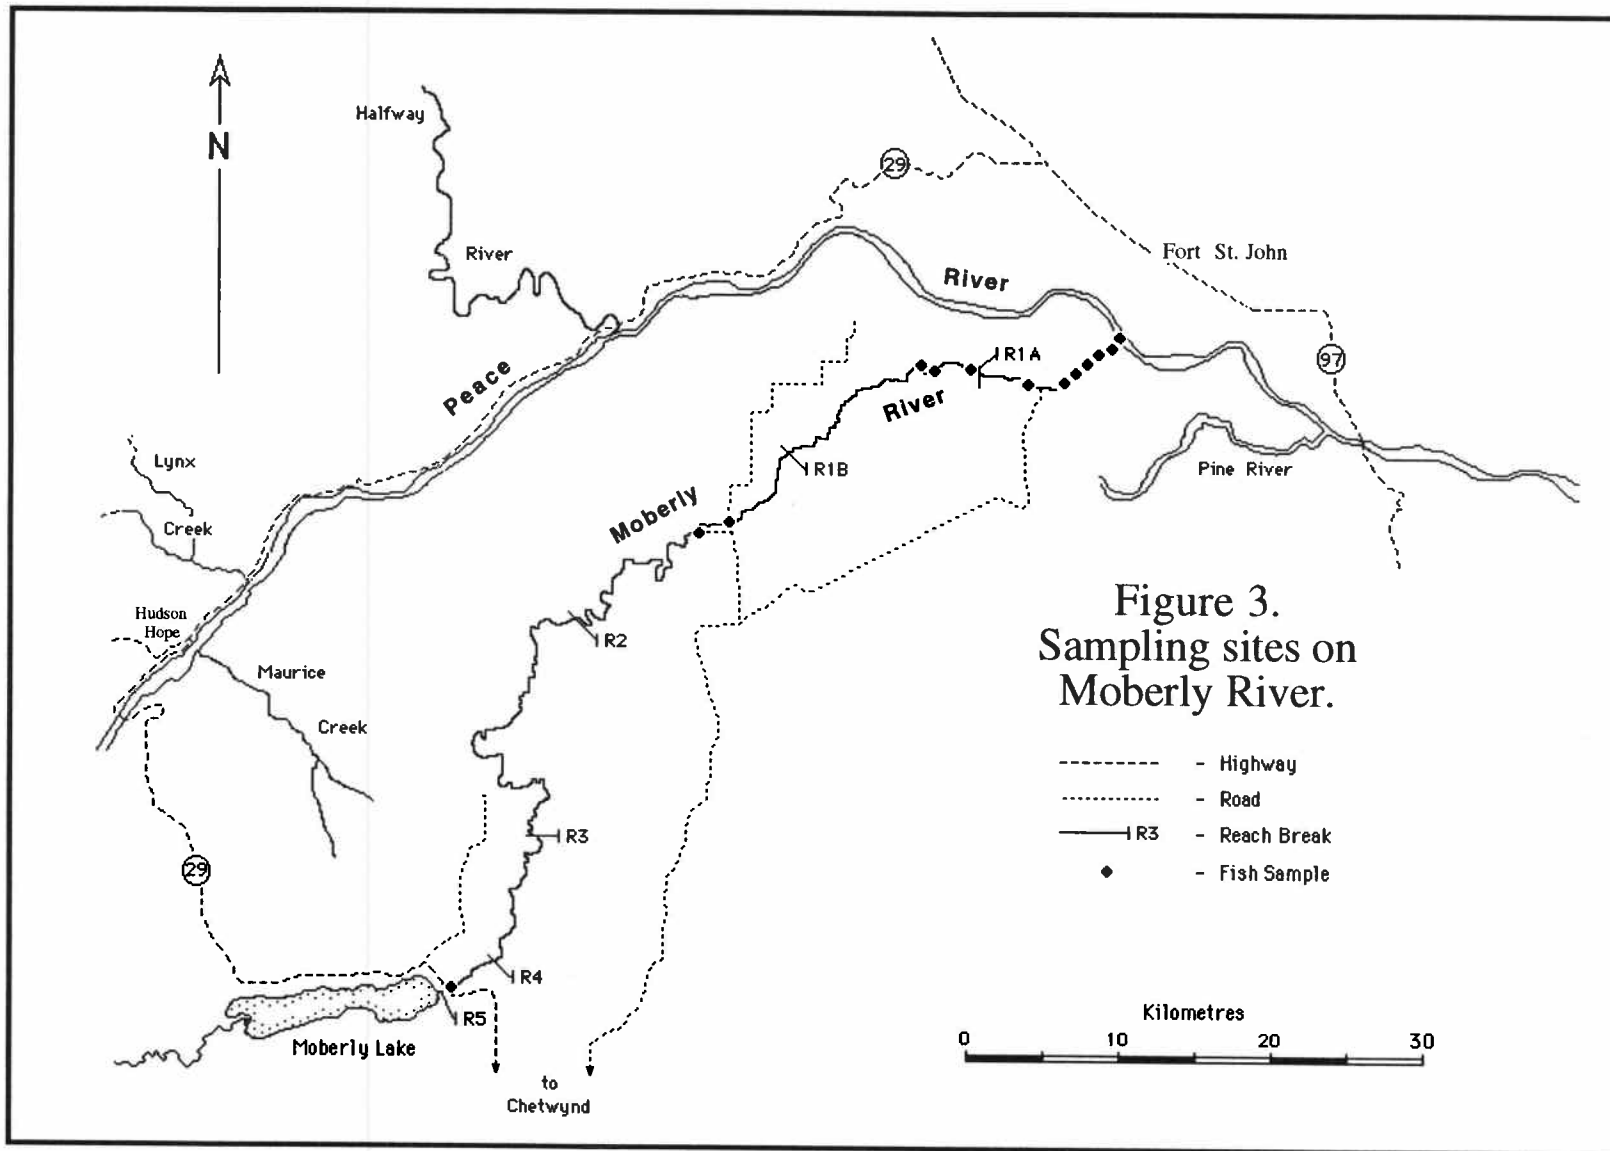 Halfway
N
29
River
Fort St. John
River
R1A
97
Peace
River
Lynx
R1B
Pine River
Moberly
Creek
Figure 3.
Sampling sites on
Moberly River.
Hudson
Hope
R2
Maurice
Creek
- Highway
- Road
R3 - Reach Break
- Fish Sample
R3
29
R4
R5
Moberly Lake
Kilometres
0 10 20 30
to
Chetwynd